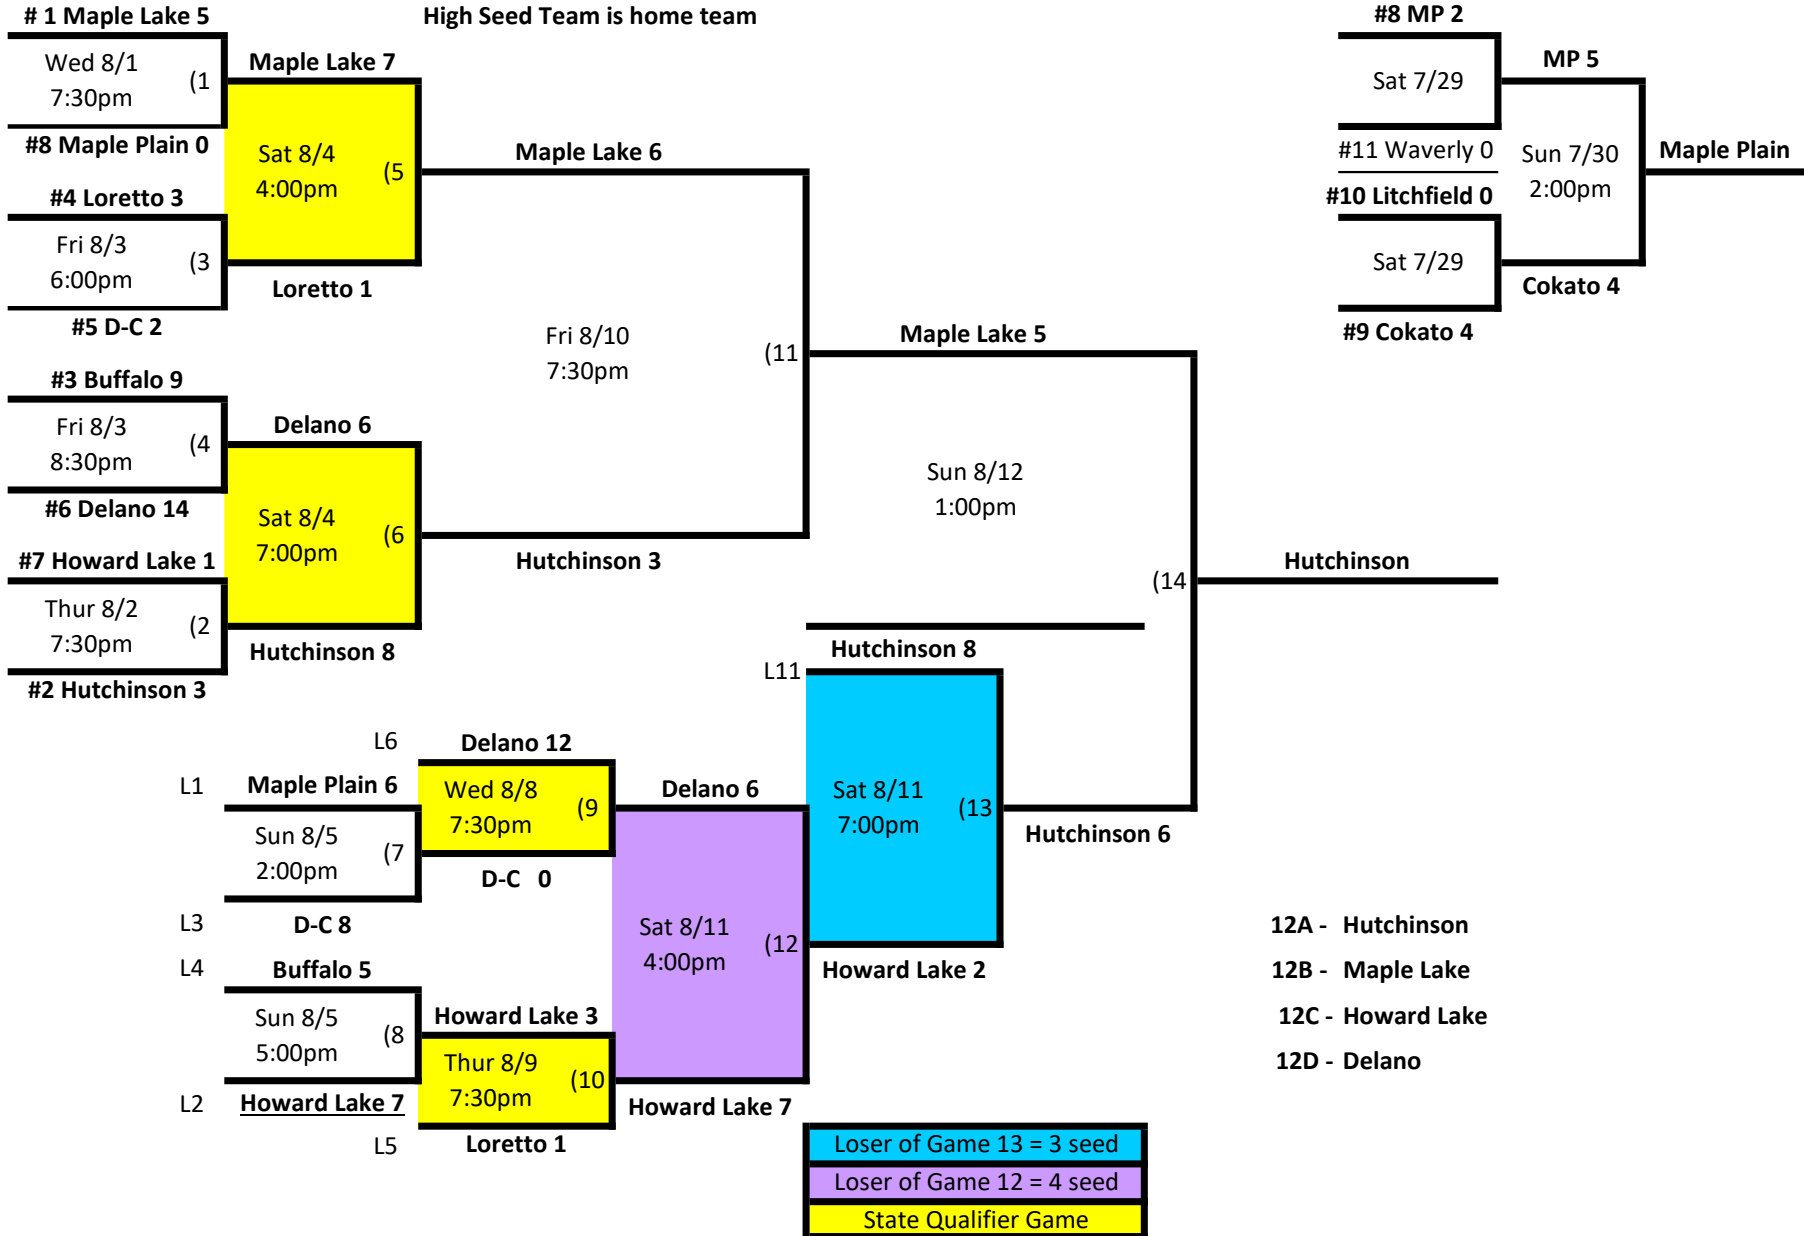 # 1 Maple Lake 5
High Seed Team is home team
#8 MP 2
Wed 8/1
7:30pm
(1
Maple Lake 7
MP 5
Sat 7/29
#8 Maple Plain 0
#11 Waverly 0
Sat 8/4
4:00pm
(5
Maple Lake 6
Sun 7/30
2:00pm
Maple Plain
#4 Loretto 3
#10 Litchfield 0
Fri 8/3
6:00pm
(3
Sat 7/29
Loretto 1
Cokato 4
#5 D-C 2
#9 Cokato 4
Fri 8/10
7:30pm
(11
Maple Lake 5
#3 Buffalo 9
Fri 8/3
8:30pm
(4
Delano 6
#6 Delano 14
Sun 8/12
1:00pm
Sat 8/4
7:00pm
(6
#7 Howard Lake 1
Hutchinson 3
Hutchinson
(14
Thur 8/2
7:30pm
(2
Hutchinson 8
Hutchinson 8
L11
#2 Hutchinson 3
L6
Delano 12
L1
Maple Plain 6
Wed 8/8
7:30pm
(9
Delano 6
Sat 8/11
7:00pm
(13
Sun 8/5
2:00pm
(7
Hutchinson 6
D-C 0
L3
D-C 8
Sat 8/11
4:00pm
(12
12A - Hutchinson
L4
Buffalo 5
Howard Lake 2
12B - Maple Lake
Sun 8/5
5:00pm
(8
Howard Lake 3
12C - Howard Lake
Thur 8/9
7:30pm
(10
12D - Delano
L2
Howard Lake 7
Howard Lake 7
L5
Loretto 1
Loser of Game 13 = 3 seed
Loser of Game 12 = 4 seed
State Qualifier Game